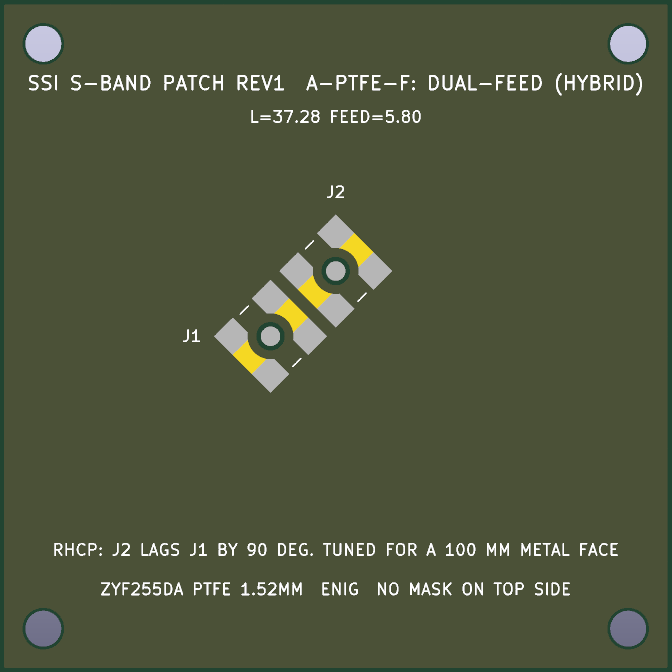 SSI S-BAND PATCH REV1  A-PTFE-F: DUAL-FEED (HYBRID)
L=37.28 FEED=5.80
J2
J1
RHCP: J2 LAGS J1 BY 90 DEG. TUNED FOR A 100 MM METAL FACE
ZYF255DA PTFE 1.52MM  ENIG  NO MASK ON TOP SIDE